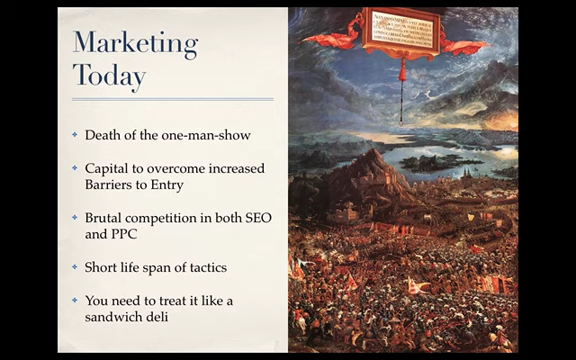 Marketing
Today
Death of the one-man-show
Capital to overcome increased
Barriers to Entry
Brutal competition in both SEO
and PPC
Short life span of tactics
You need to treat it like a
sandwich deli